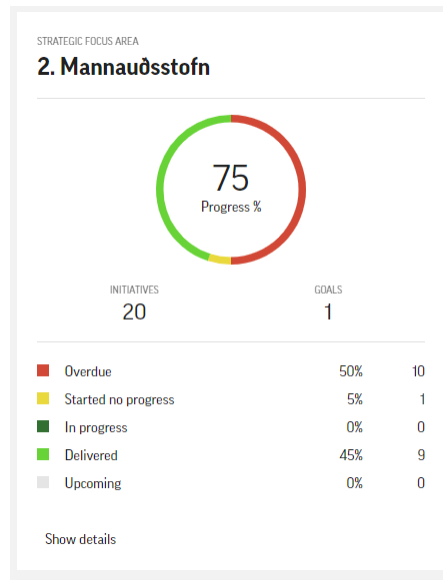 STRATEGIC FOCUS AREA
2. Mannauðsstofn
75
Progress %
INITIATIVES GOALS
20 1
Overdue 50% 10
Started no progress 5% 1
In progress 0% 0
Delivered 45% 9
Upcoming 0% 0
Show details